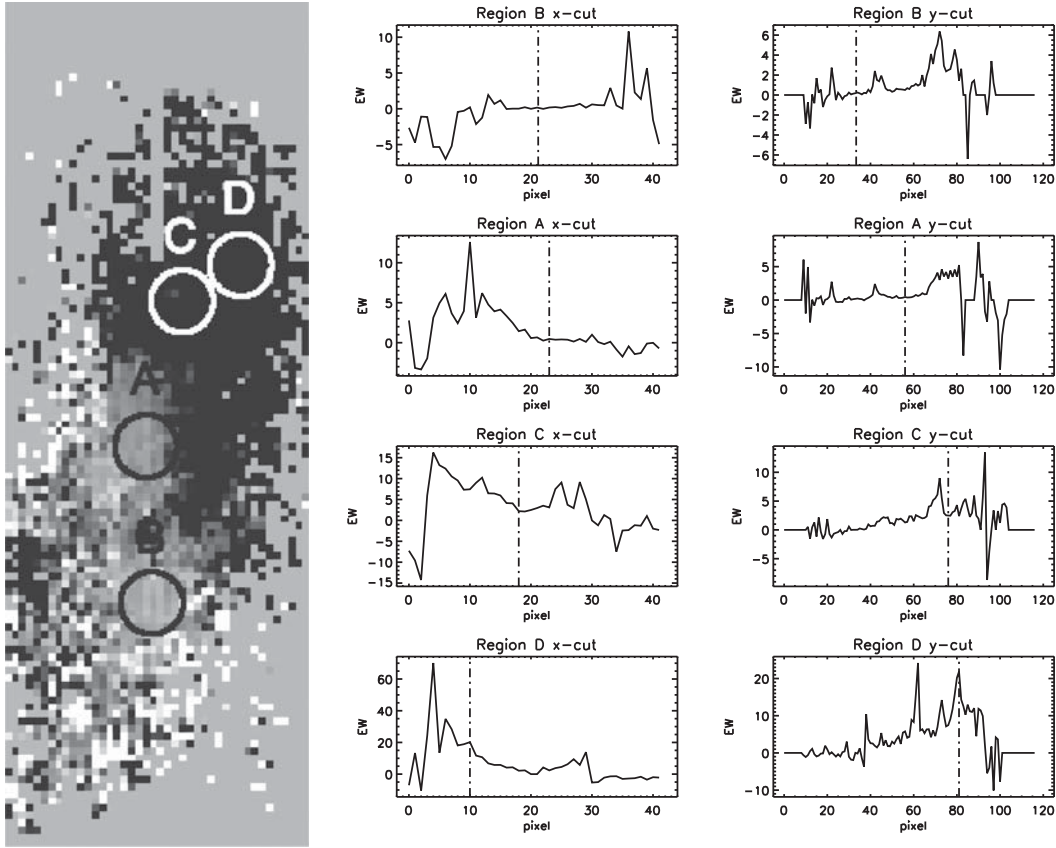 D
C
A
B
Region B x-cut
10
5
0
-5
EW
0 10 20 30 40
pixel
Region B y-cut
6
4
2
0
-2
-4
-6
EW
0 20 40 60 80 100 120
pixel
Region A x-cut
10
5
0
EW
0 10 20 30 40
pixel
Region A y-cut
5
0
-5
-10
EW
0 20 40 60 80 100 120
pixel
Region C x-cut
15
10
5
0
-5
-10
-15
EW
0 10 20 30 40
pixel
Region C y-cut
10
5
0
-5
EW
0 20 40 60 80 100 120
pixel
Region D x-cut
60
40
20
0
EW
0 10 20 30 40
pixel
Region D y-cut
20
10
0
-10
EW
0 20 40 60 80 100 120
pixel